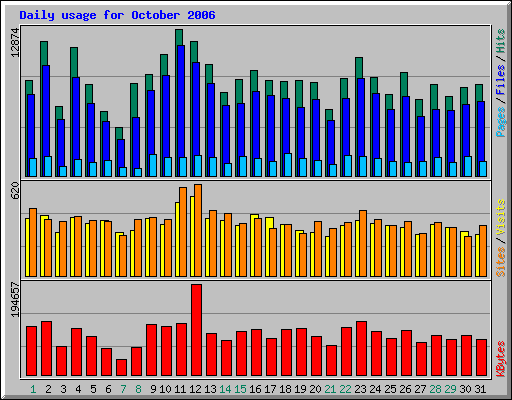 Daily usage for October 2006
12874
Pages / Files / Hits
620
Sites / Visits
194657
KBytes
1 2 3 4 5 6 7 8 9 10 11 12 13 14 15 16 17 18 19 20 21 22 23 24 25 26 27 28 29 30 31